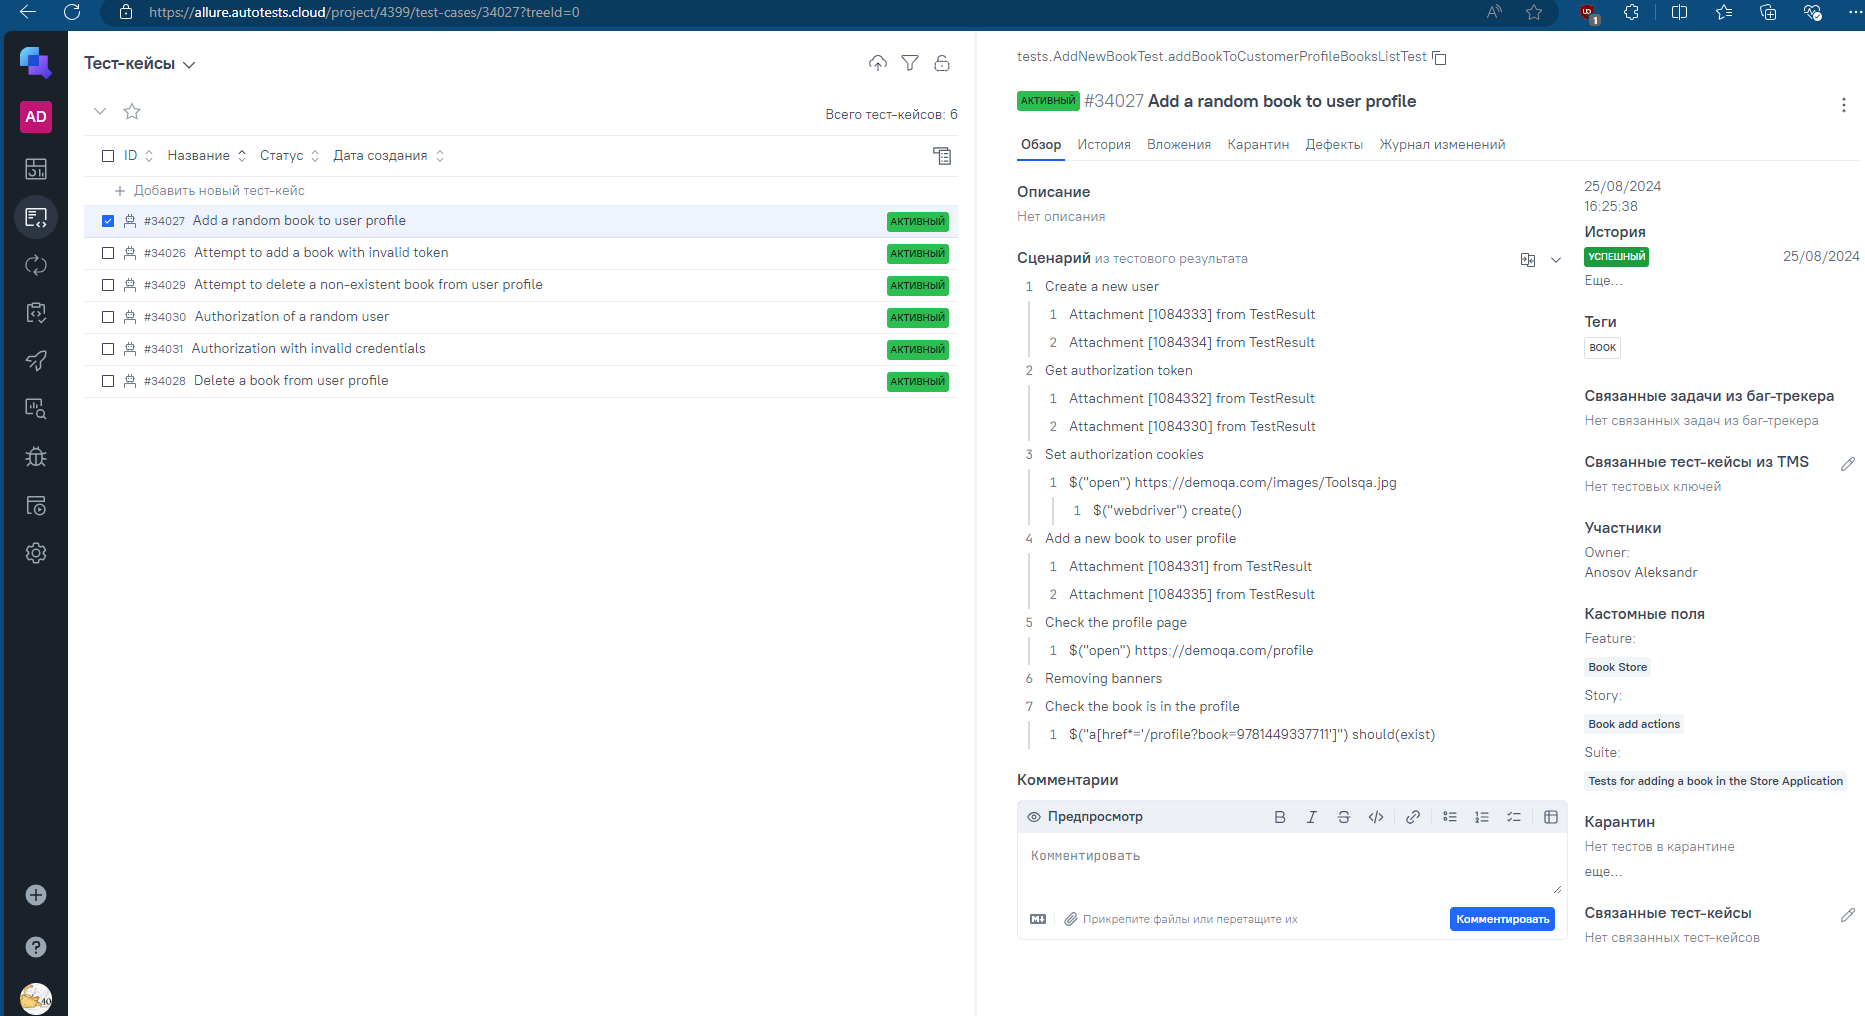 https://allure.autotests.cloud/project/4399/test-cases/34027?treeId=0
1
AD
Тест-кейсы
Всего тест-кейсов: 6
ID Название Статус Дата создания
Добавить новый тест-кейс
#34027 Add a random book to user profile АКТИВНЫЙ
#34026 Attempt to add a book with invalid token АКТИВНЫЙ
#34029 Attempt to delete a non-existent book from user profile АКТИВНЫЙ
#34030 Authorization of a random user АКТИВНЫЙ
#34031 Authorization with invalid credentials АКТИВНЫЙ
#34028 Delete a book from user profile АКТИВНЫЙ
tests.AddNewBookTest.addBookToCustomerProfileBooksListTest
АКТИВНЫЙ #34027 Add a random book to user profile
Обзор История Вложения Карантин Дефекты Журнал изменений
Описание
Нет описания
Сценарий из тестового результата
1 Create a new user
1 Attachment [1084333] from TestResult
2 Attachment [1084334] from TestResult
2 Get authorization token
1 Attachment [1084332] from TestResult
2 Attachment [1084330] from TestResult
3 Set authorization cookies
1 $("open") https://demoqa.com/images/Toolsqa.jpg
1 $("webdriver") create()
4 Add a new book to user profile
1 Attachment [1084331] from TestResult
2 Attachment [1084335] from TestResult
5 Check the profile page
1 $("open") https://demoqa.com/profile
6 Removing banners
7 Check the book is in the profile
1 $("a[href*='/profile?book=9781449337711']") should(exist)
Комментарии
Предпросмотр
Комментировать
Прикрепите файлы или перетащите их
Комментировать
25/08/2024
16:25:38
История
УСПЕШНЫЙ 25/08/2024
Еще...
Теги
BOOK
Связанные задачи из баг-трекера
Нет связанных задач из баг-трекера
Связанные тест-кейсы из TMS
Нет тестовых ключей
Участники
Owner:
Anosov Aleksandr
Кастомные поля
Feature:
Book Store
Story:
Book add actions
Suite:
Tests for adding a book in the Store Application
Карантин
Нет тестов в карантине
еще...
Связанные тест-кейсы
Нет связанных тест-кейсов